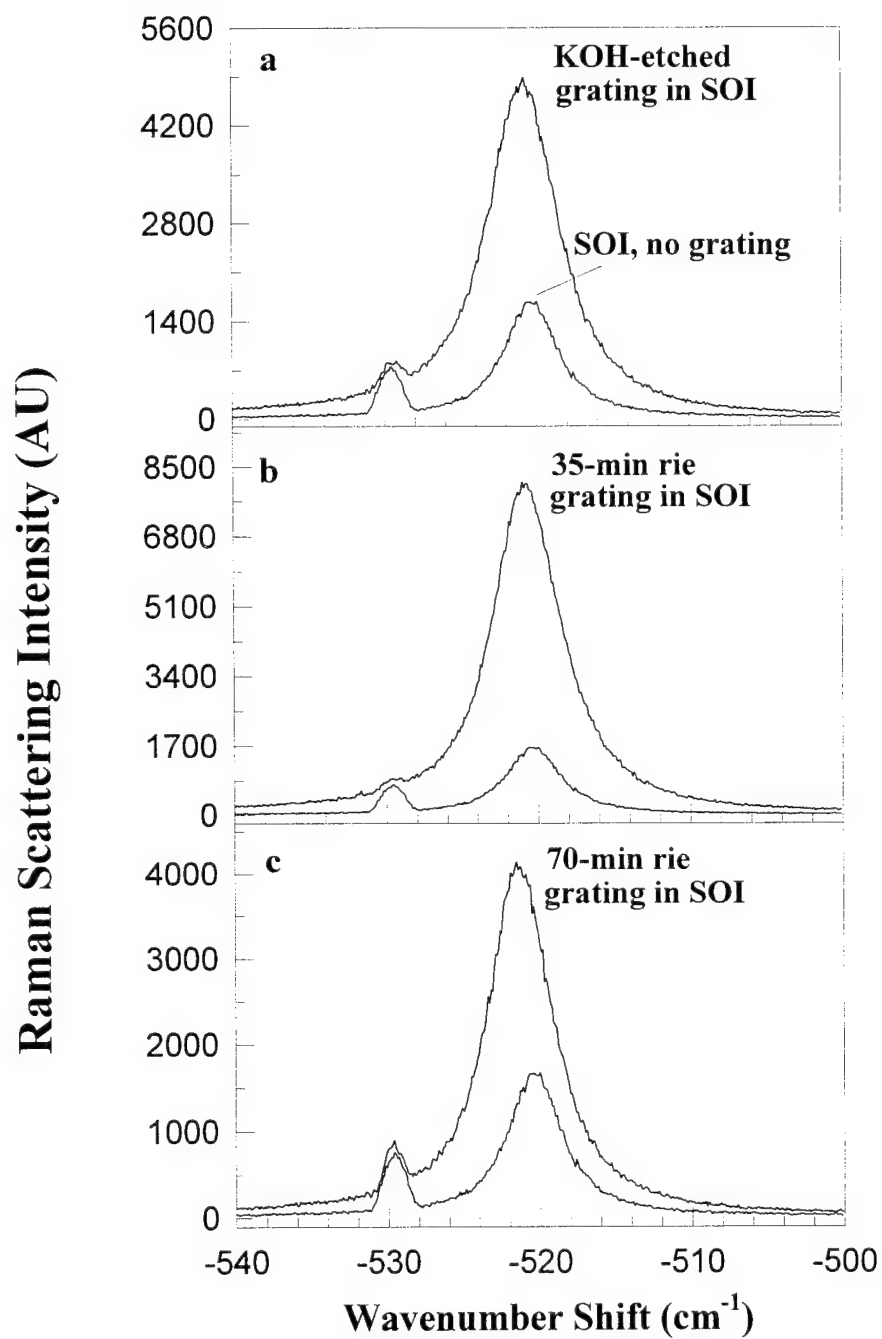 5600
a
KOH-etched
grating in SOI
4200
2800
SOI, no grating
1400
0
b
35-min rie
grating in SOI
8500
6800
5100
3400
1700
0
c
70-min rie
grating in SOI
4000
3000
2000
1000
0
-540 -530 -520 -510 -500
Wavenumber Shift (cm⁻¹)
Raman Scattering Intensity (AU)